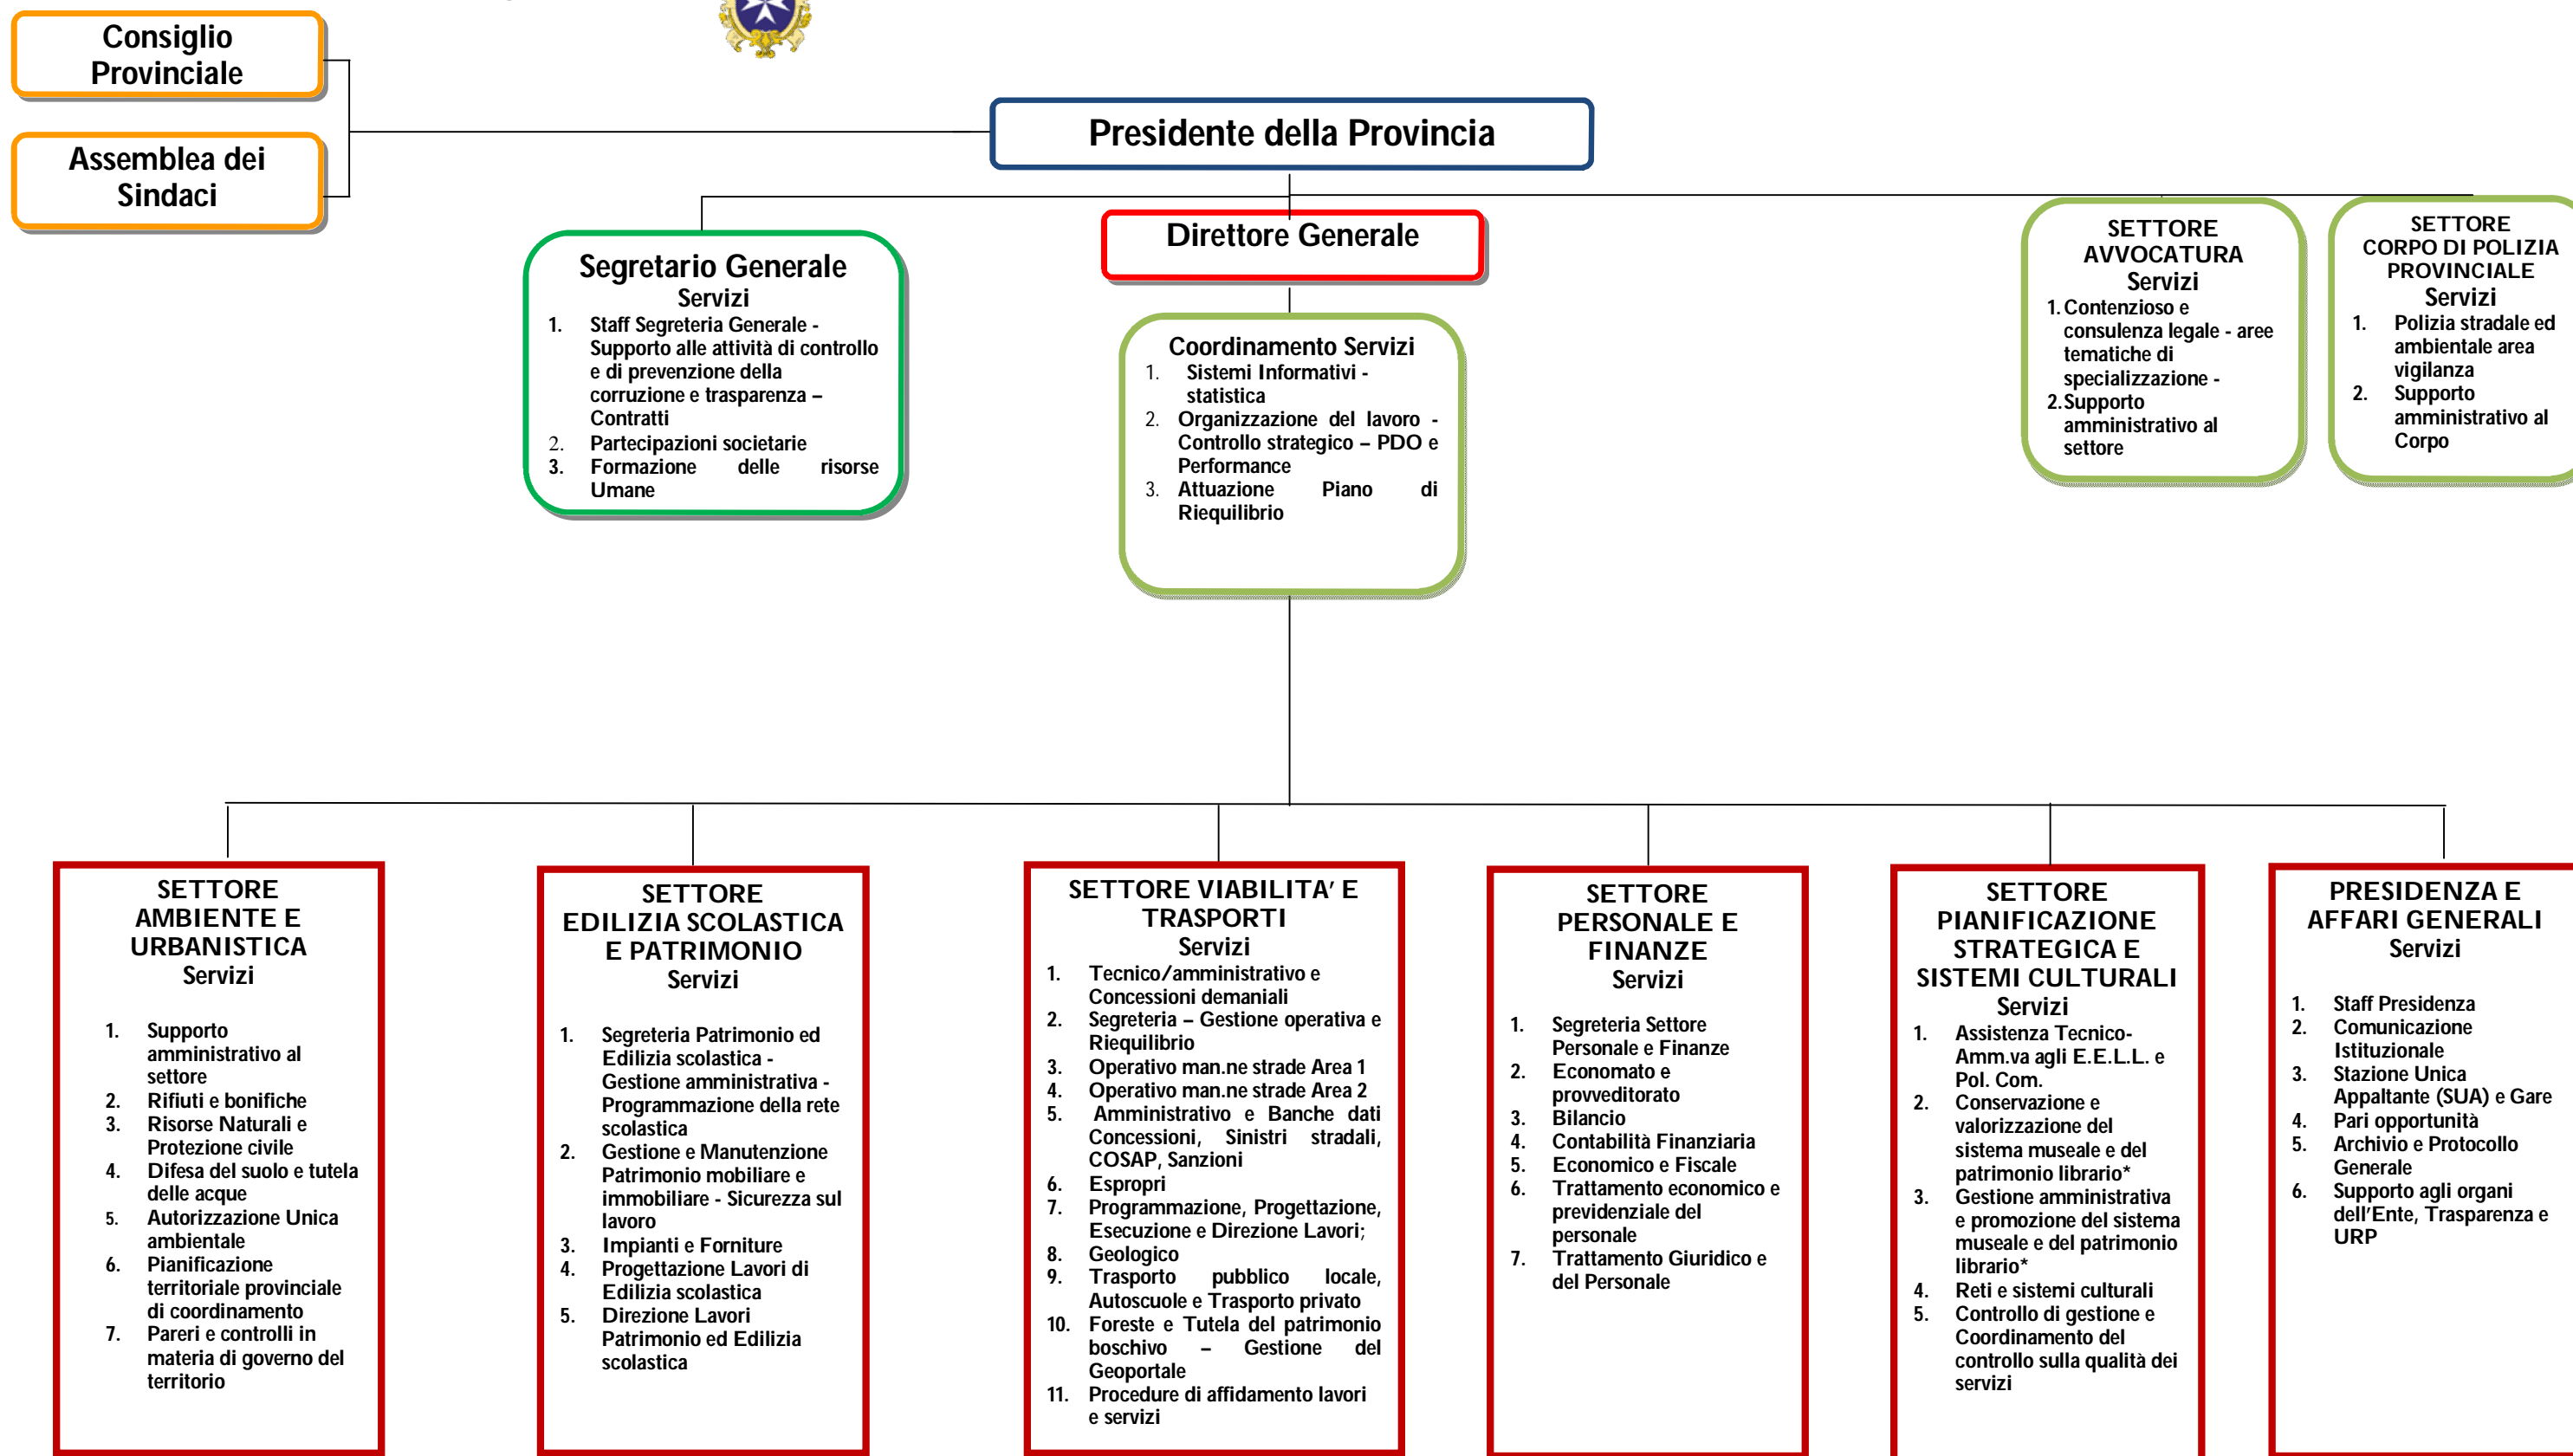 Consiglio
Provinciale
Assemblea dei
Sindaci
Presidente della Provincia
Direttore Generale
Segretario Generale
Servizi
1. Staff Segreteria Generale -
Supporto alle attività di controllo
e di prevenzione della
corruzione e trasparenza –
Contratti
2. Partecipazioni societarie
3. Formazione delle risorse
Umane
Coordinamento Servizi
1. Sistemi Informativi -
statistica
2. Organizzazione del lavoro -
Controllo strategico – PDO e
Performance
3. Attuazione Piano di
Riequilibrio
SETTORE
AVVOCATURA
Servizi
1. Contenzioso e
consulenza legale - aree
tematiche di
specializzazione -
2. Supporto
amministrativo al
settore
SETTORE
CORPO DI POLIZIA
PROVINCIALE
Servizi
1. Polizia stradale ed
ambientale area
vigilanza
2. Supporto
amministrativo al
Corpo
SETTORE
AMBIENTE E
URBANISTICA
Servizi
1. Supporto
amministrativo al
settore
2. Rifiuti e bonifiche
3. Risorse Naturali e
Protezione civile
4. Difesa del suolo e tutela
delle acque
5. Autorizzazione Unica
ambientale
6. Pianificazione
territoriale provinciale
di coordinamento
7. Pareri e controlli in
materia di governo del
territorio
SETTORE
EDILIZIA SCOLASTICA
E PATRIMONIO
Servizi
1. Segreteria Patrimonio ed
Edilizia scolastica -
Gestione amministrativa -
Programmazione della rete
scolastica
2. Gestione e Manutenzione
Patrimonio mobiliare e
immobiliare - Sicurezza sul
lavoro
3. Impianti e Forniture
4. Progettazione Lavori di
Edilizia scolastica
5. Direzione Lavori
Patrimonio ed Edilizia
scolastica
SETTORE VIABILITA’ E
TRASPORTI
Servizi
1. Tecnico/amministrativo e
Concessioni demaniali
2. Segreteria – Gestione operativa e
Riequilibrio
3. Operativo man.ne strade Area 1
4. Operativo man.ne strade Area 2
5. Amministrativo e Banche dati
Concessioni, Sinistri stradali,
COSAP, Sanzioni
6. Espropri
7. Programmazione, Progettazione,
Esecuzione e Direzione Lavori;
8. Geologico
9. Trasporto pubblico locale,
Autoscuole e Trasporto privato
10. Foreste e Tutela del patrimonio
boschivo – Gestione del
Geoportale
11. Procedure di affidamento lavori
e servizi
SETTORE
PERSONALE E
FINANZE
Servizi
1. Segreteria Settore
Personale e Finanze
2. Economato e
provveditorato
3. Bilancio
4. Contabilità Finanziaria
5. Economico e Fiscale
6. Trattamento economico e
previdenziale del
personale
7. Trattamento Giuridico e
del Personale
SETTORE
PIANIFICAZIONE
STRATEGICA E
SISTEMI CULTURALI
Servizi
1. Assistenza Tecnico-
Amm.va agli E.E.L.L. e
Pol. Com.
2. Conservazione e
valorizzazione del
sistema museale e del
patrimonio librario*
3. Gestione amministrativa
e promozione del sistema
museale e del patrimonio
librario*
4. Reti e sistemi culturali
5. Controllo di gestione e
Coordinamento del
controllo sulla qualità dei
servizi
PRESIDENZA E
AFFARI GENERALI
Servizi
1. Staff Presidenza
2. Comunicazione
Istituzionale
3. Stazione Unica
Appaltante (SUA) e Gare
4. Pari opportunità
5. Archivio e Protocollo
Generale
6. Supporto agli organi
dell’Ente, Trasparenza e
URP